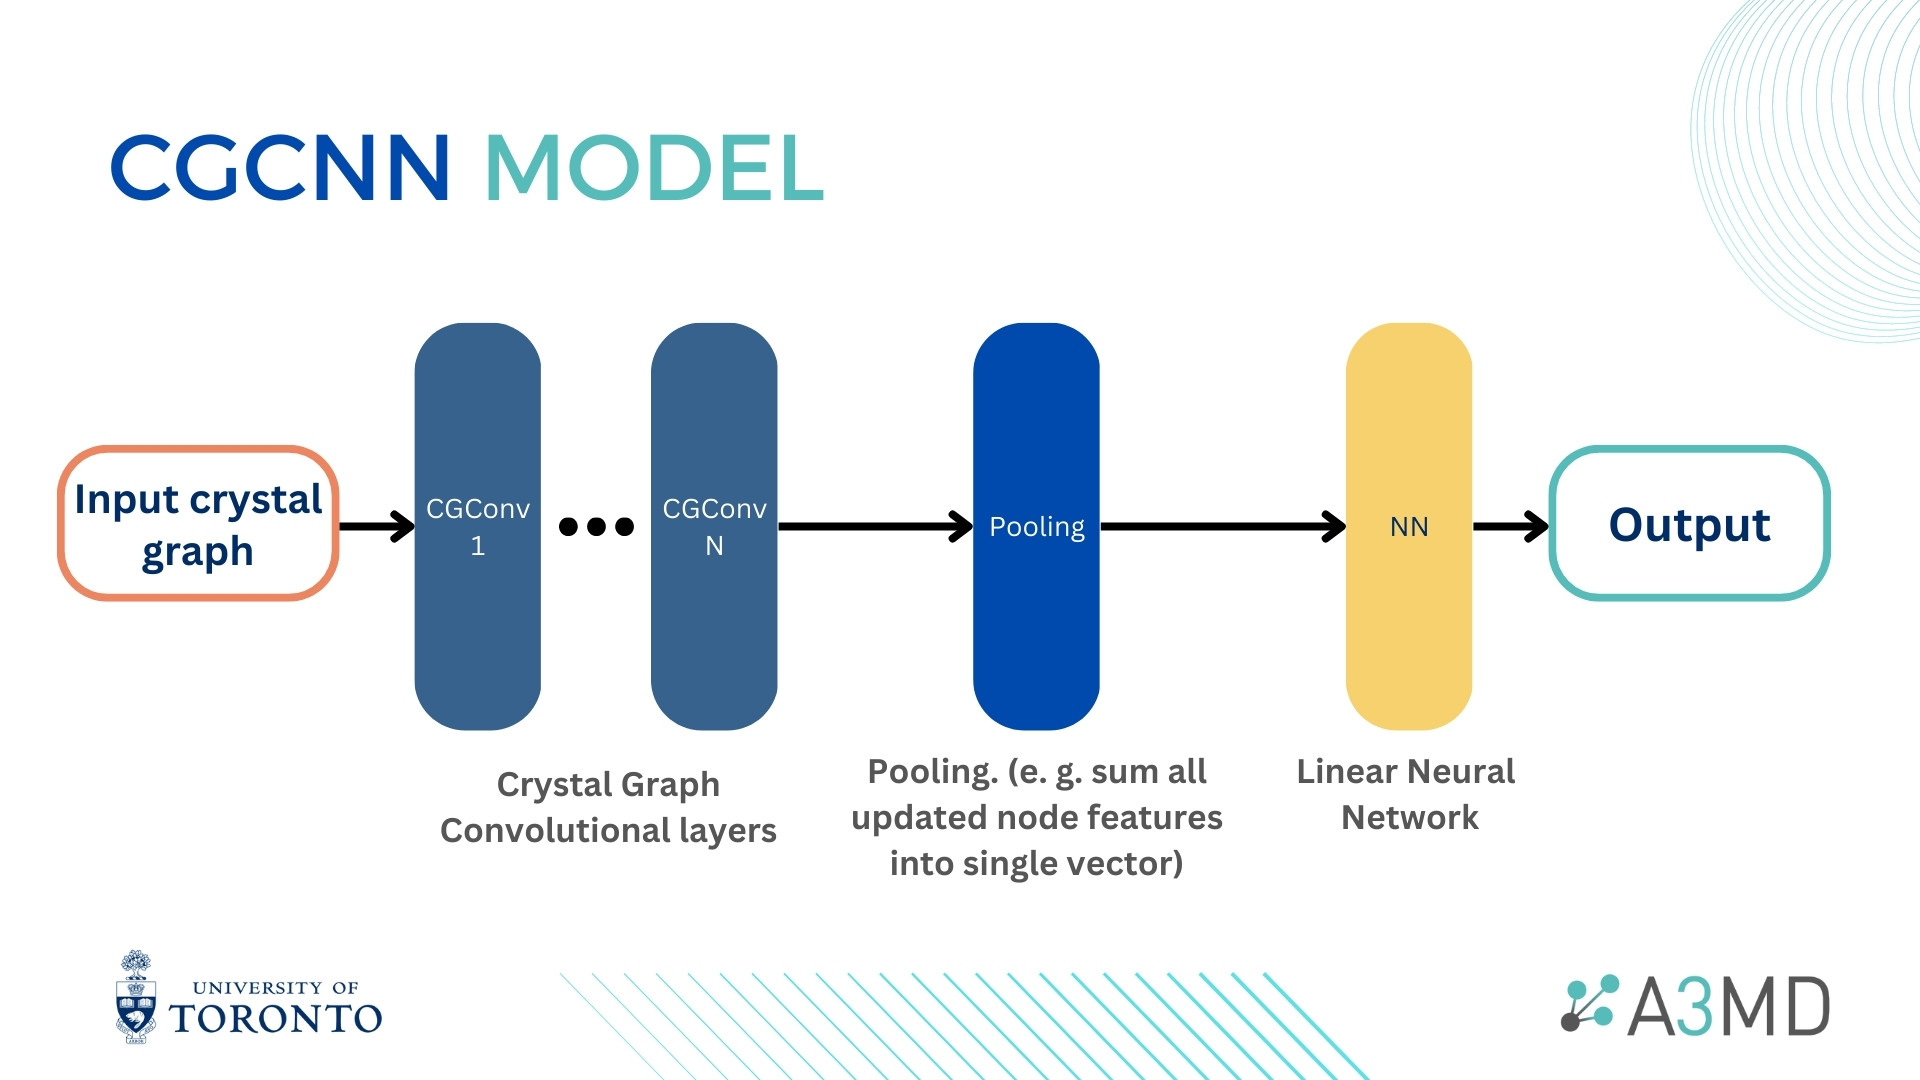 CGCNN MODEL
Input crystal
graph
CGConv
1
CGConv
N
Pooling
NN
Output
Crystal Graph
Convolutional layers
Pooling. (e. g. sum all
updated node features
into single vector)
Linear Neural
Network
UNIVERSITY OF
TORONTO
A3MD